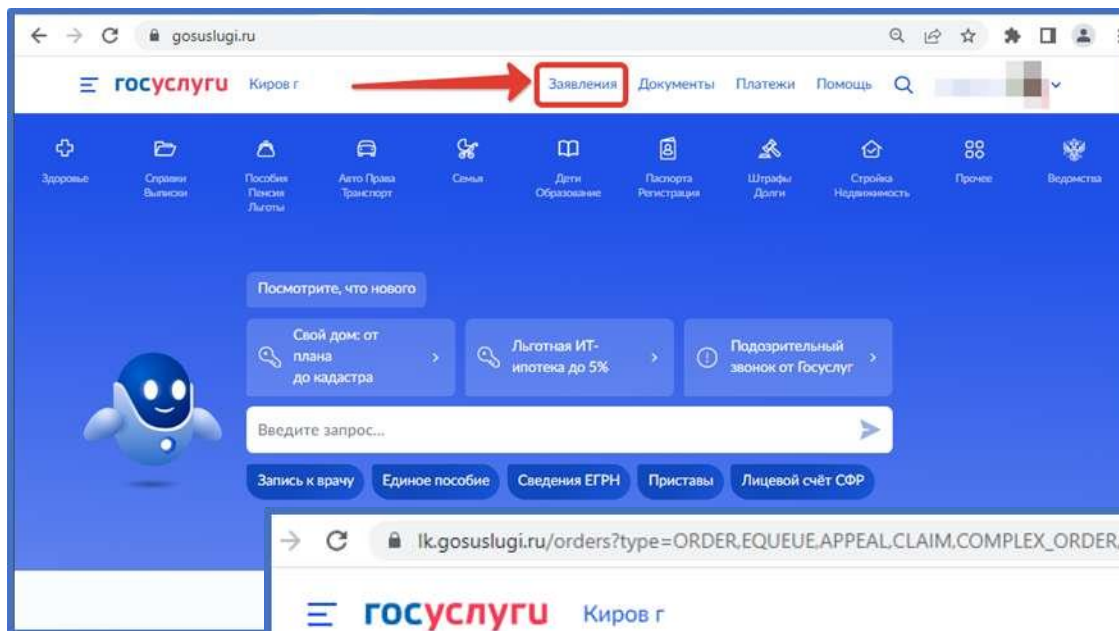 gosuslugi.ru
госуслуги Киров г Заявления Документы Платежи Помощь
Здоровье
Справки
Выписки
Пособия
Пенсия
Льготы
Авто Права
Транспорт
Семья
Дети
Образование
Паспорта
Регистрация
Штрафы
Долги
Стройка
Недвижимость
Прочее
Ведомства
Посмотрите, что нового
Свой дом: от
плана
до кадастра
Льготная ИТ-
ипотека до 5%
Подозрительный
звонок от Госуслуг
Введите запрос...
Запись к врачу Единое пособие Сведения ЕГРН Приставы Лицевой счёт СФР
lk.gosuslugi.ru/orders?type=ORDER,EQUEUE,APPEAL,CLAIM,COMPLEX_ORDER,
госуслуги Киров г